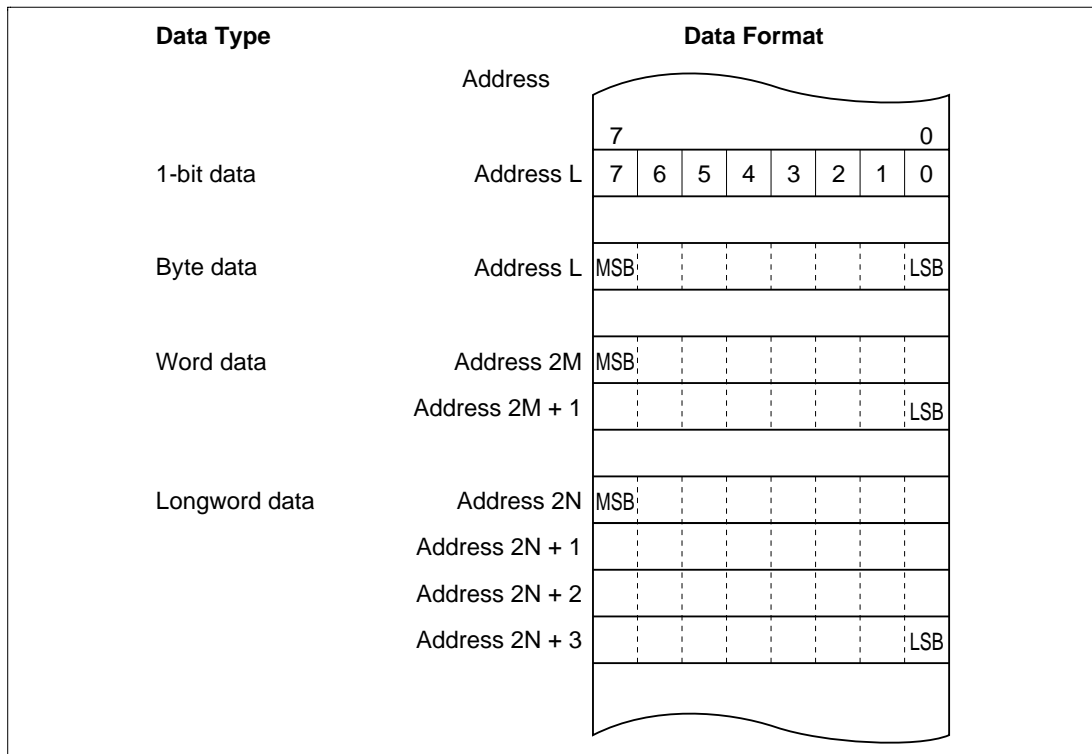 Data Type Data Format
Address
7 0
1-bit data Address L 7 6 5 4 3 2 1 0
Byte data Address L MSB LSB
Word data Address 2M MSB
Address 2M + 1 LSB
Longword data Address 2N MSB
Address 2N + 1
Address 2N + 2
Address 2N + 3 LSB